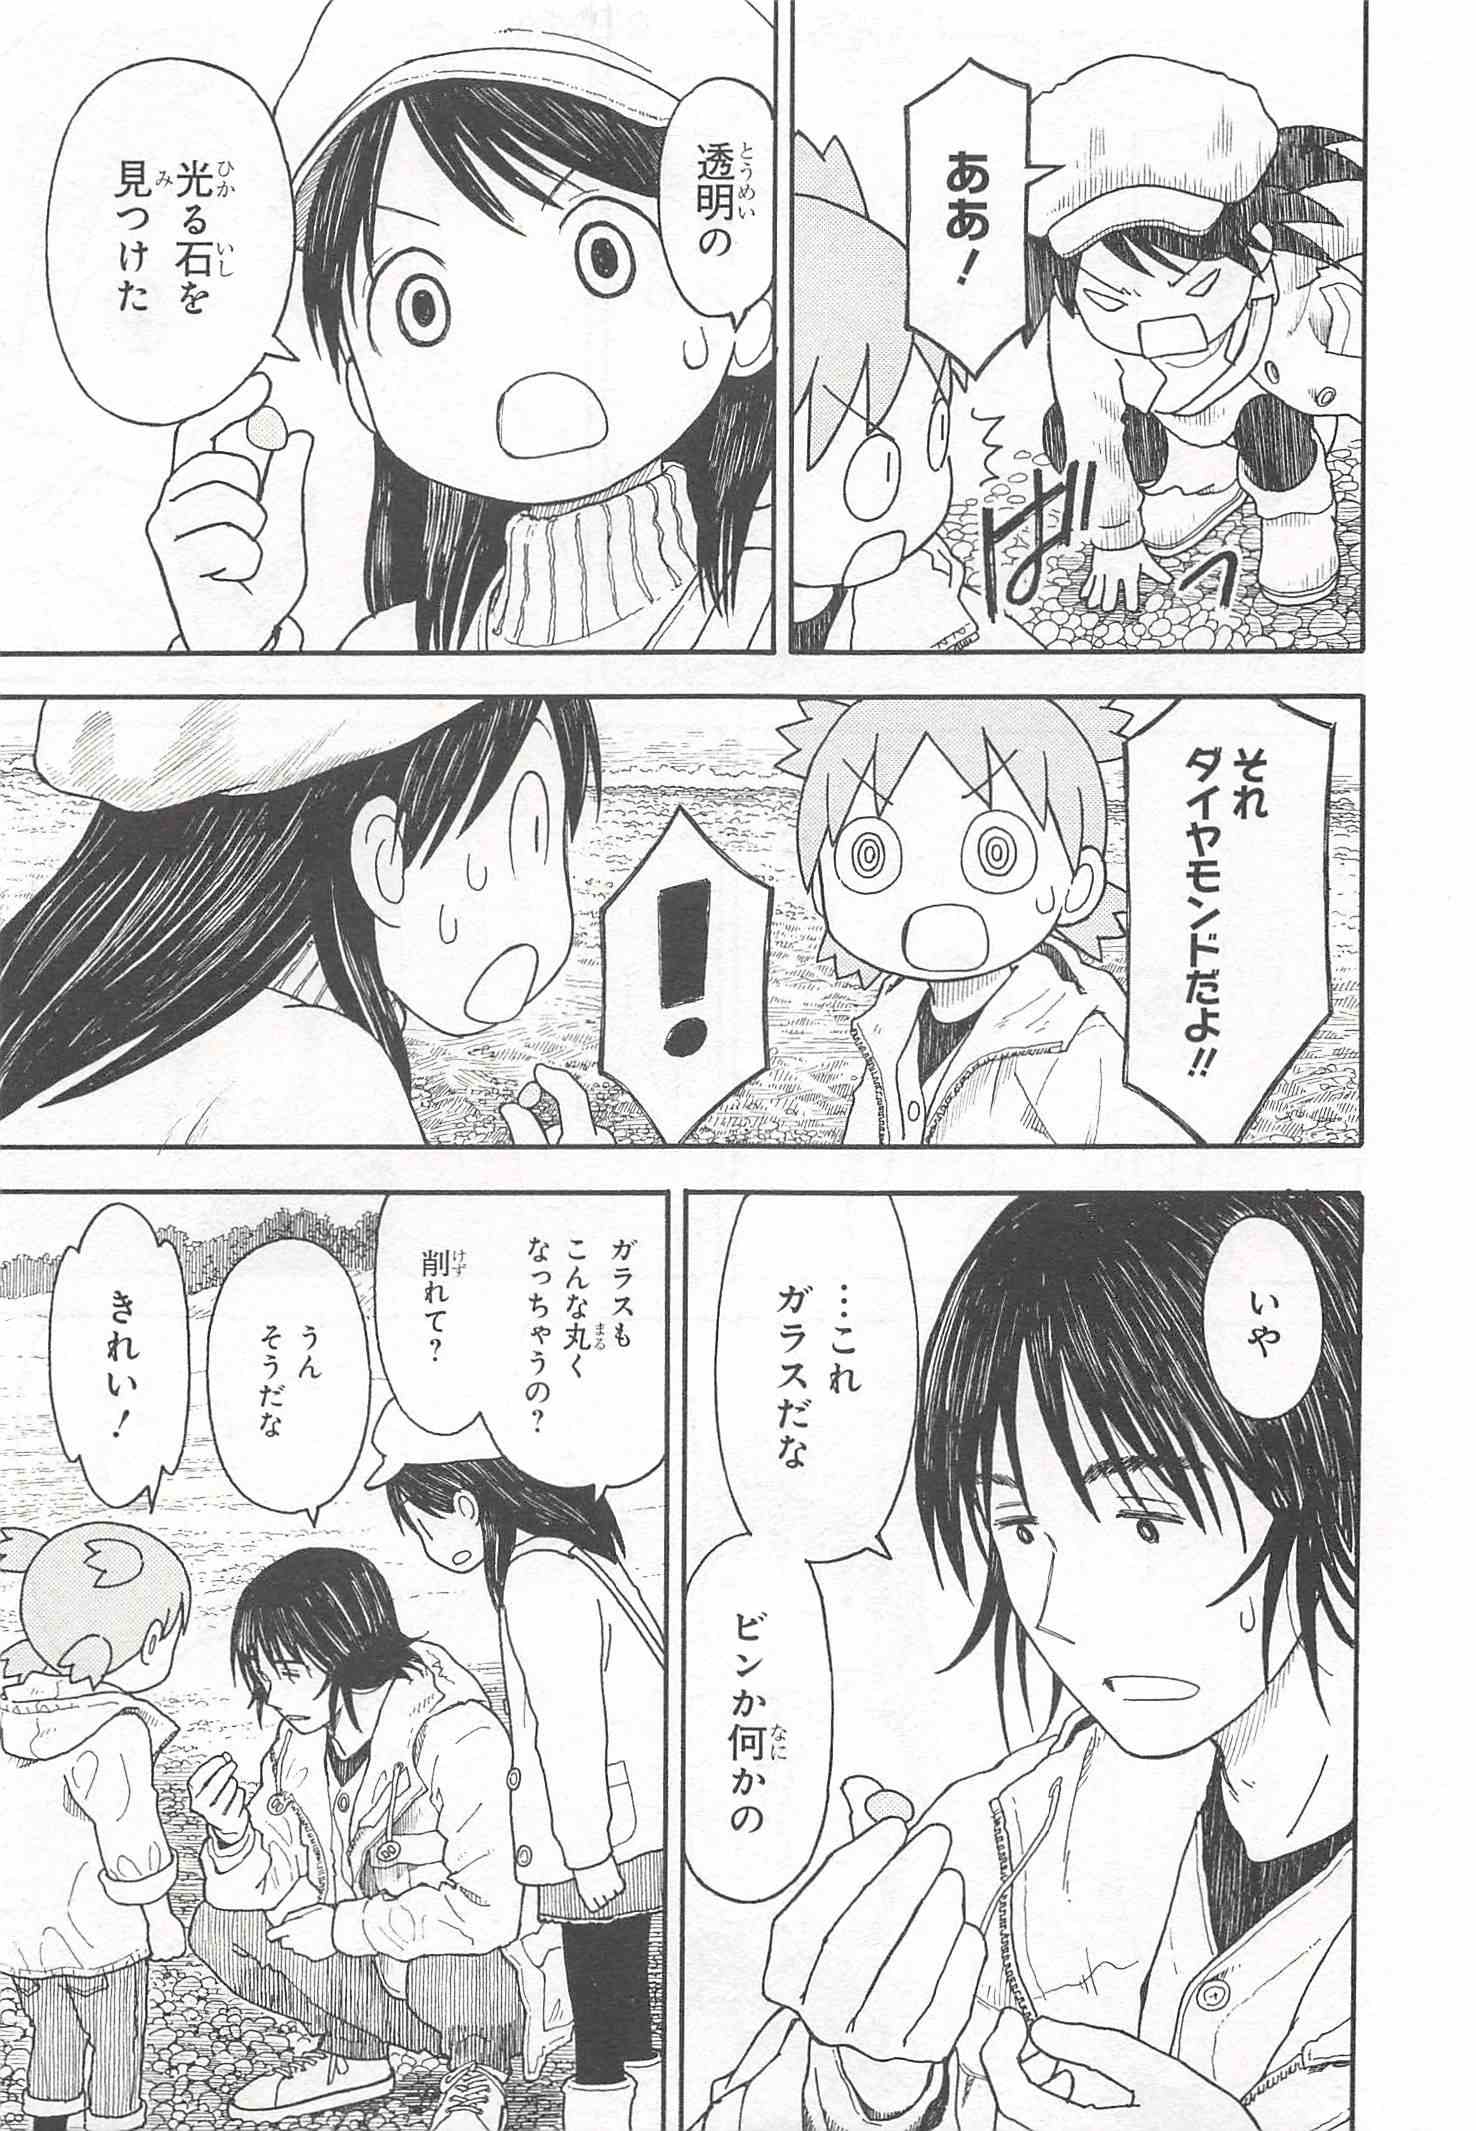 ああ！
ばっ
透明の
光る石を
見つけた
それ
ダイヤモンドだよ!!
！
いや
…これ
ガラスだな
ビンか何かの
ガラスも
こんな丸く
なっちゃうの？
削れて？
うん
そうだな
きれい！